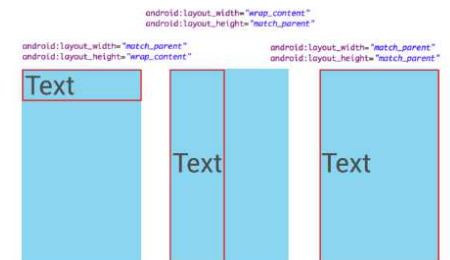 android:layout_width="wrap_content"
android:layout_height="match_parent"
android:layout_width="match_parent"
android:layout_height="wrap_content"
android:layout_width="match_parent"
android:layout_height="match_parent"
Text
Text
Text